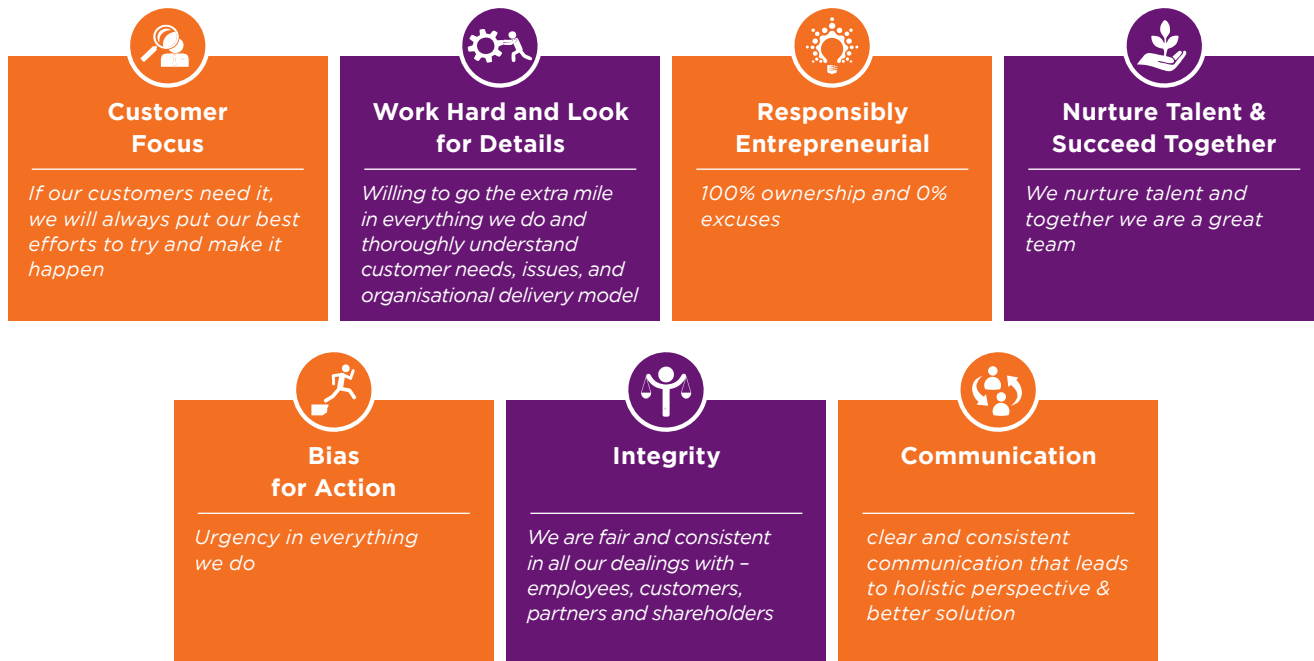 Customer
Focus
If our customers need it,
we will always put our best
efforts to try and make it
happen
Work Hard and Look
for Details
Willing to go the extra mile
in everything we do and
thoroughly understand
customer needs, issues, and
organisational delivery model
Responsibly
Entrepreneurial
100% ownership and 0%
excuses
Nurture Talent &
Succeed Together
We nurture talent and
together we are a great
team
Bias
for Action
Urgency in everything
we do
Integrity
We are fair and consistent
in all our dealings with –
employees, customers,
partners and shareholders
Communication
clear and consistent
communication that leads
to holistic perspective &
better solution